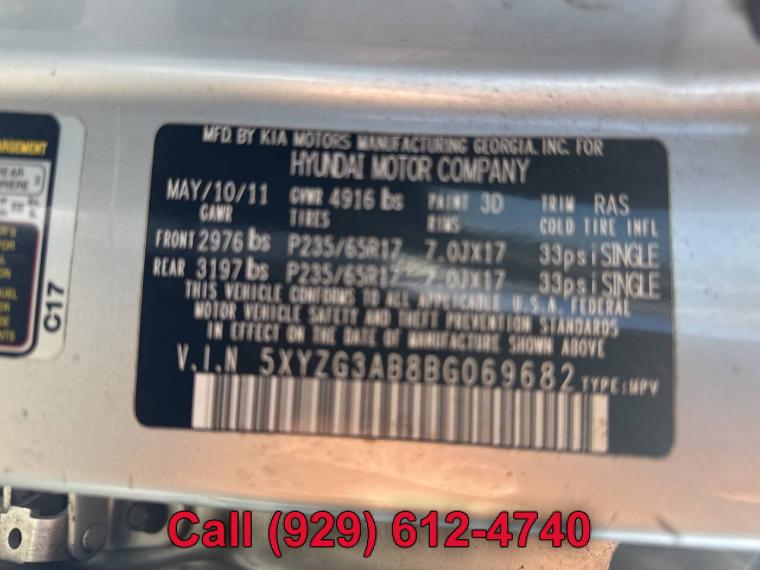 ARGEMENT
REAR
C17
MFD. BY KIA MOTORS MANUFACTURING GEORGIA, INC. FOR
HYUNDAI MOTOR COMPANY
MAY/10/11 GVWR 4916 lbs PAINT 3D TRIM RAS
GAWR TIRES RIMS COLD TIRE INFL
FRONT 2976 lbs P235/65R17 7.0JX17 33psi SINGLE
REAR 3197 lbs P235/65R17 7.0JX17 33psi SINGLE
THIS VEHICLE CONFORMS TO ALL APPLICABLE U.S.A. FEDERAL
MOTOR VEHICLE SAFETY AND THEFT PREVENTION STANDARDS
IN EFFECT ON THE DATE OF MANUFACTURE SHOWN ABOVE
V.I.N 5XYZG3AB8BG069682 TYPE:MPV
Call (929) 612-4740